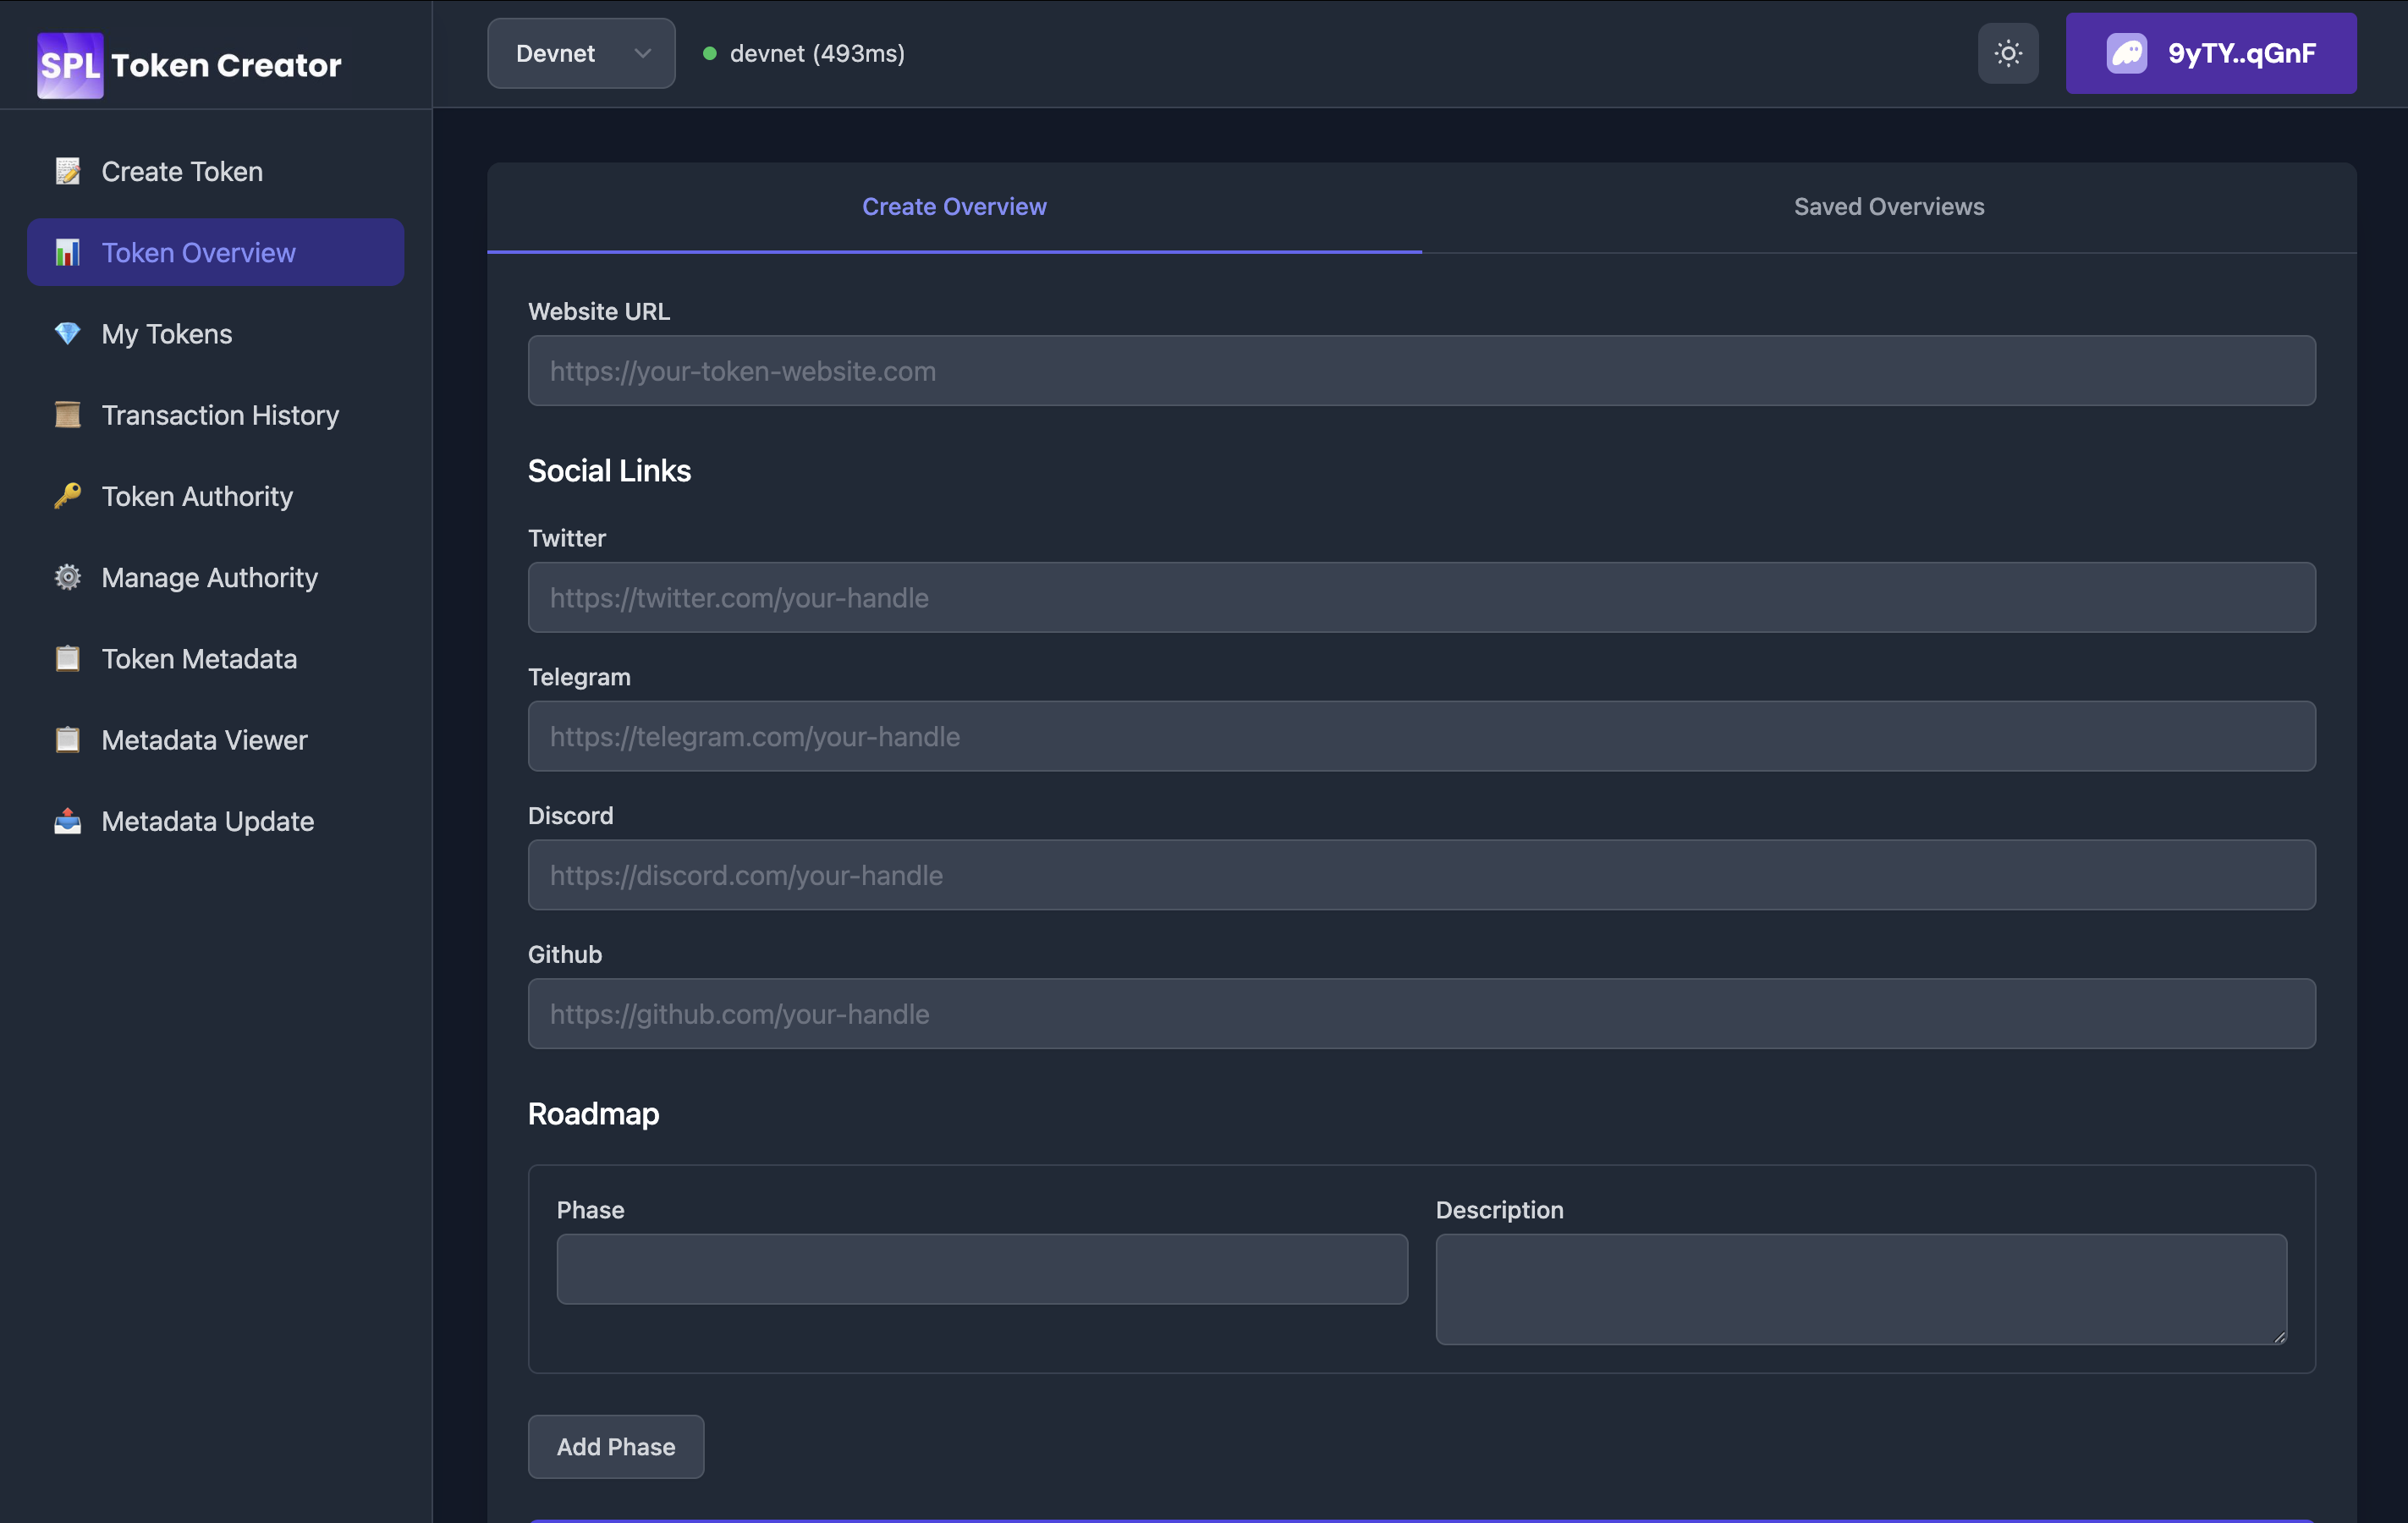 SPL Token Creator
Devnet
devnet (493ms)
9yTY..qGnF
Create Token
Token Overview
My Tokens
Transaction History
Token Authority
Manage Authority
Token Metadata
Metadata Viewer
Metadata Update
Create Overview
Saved Overviews
Website URL
https://your-token-website.com
Social Links
Twitter
https://twitter.com/your-handle
Telegram
https://telegram.com/your-handle
Discord
https://discord.com/your-handle
Github
https://github.com/your-handle
Roadmap
Phase
Description
Add Phase